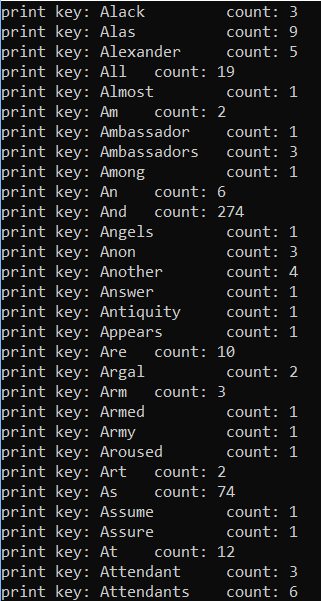 print key: Alack count: 3
print key: Alas count: 9
print key: Alexander count: 5
print key: All count: 19
print key: Almost count: 1
print key: Am count: 2
print key: Ambassador count: 1
print key: Ambassadors count: 3
print key: Among count: 1
print key: An count: 6
print key: And count: 274
print key: Angels count: 1
print key: Anon count: 3
print key: Another count: 4
print key: Answer count: 1
print key: Antiquity count: 1
print key: Appears count: 1
print key: Are count: 10
print key: Argal count: 2
print key: Arm count: 3
print key: Armed count: 1
print key: Army count: 1
print key: Aroused count: 1
print key: Art count: 2
print key: As count: 74
print key: Assume count: 1
print key: Assure count: 1
print key: At count: 12
print key: Attendant count: 3
print key: Attendants count: 6